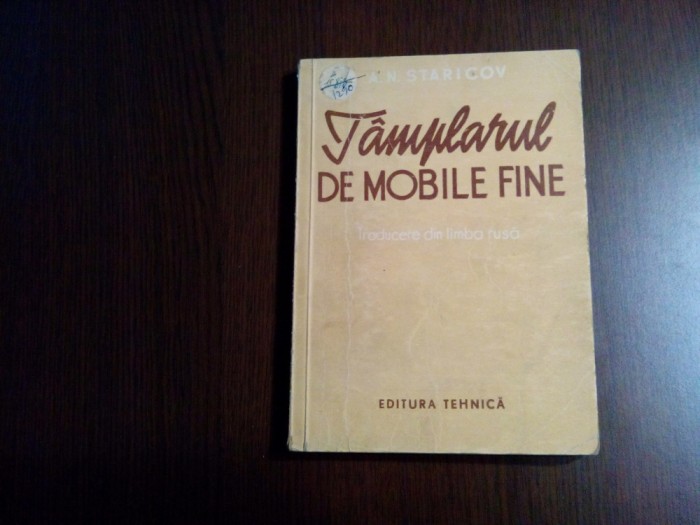 A. N. STARICOV
Tâmplarul
DE MOBILE FINE
Traducere din limba rusă
EDITURA TEHNICĂ